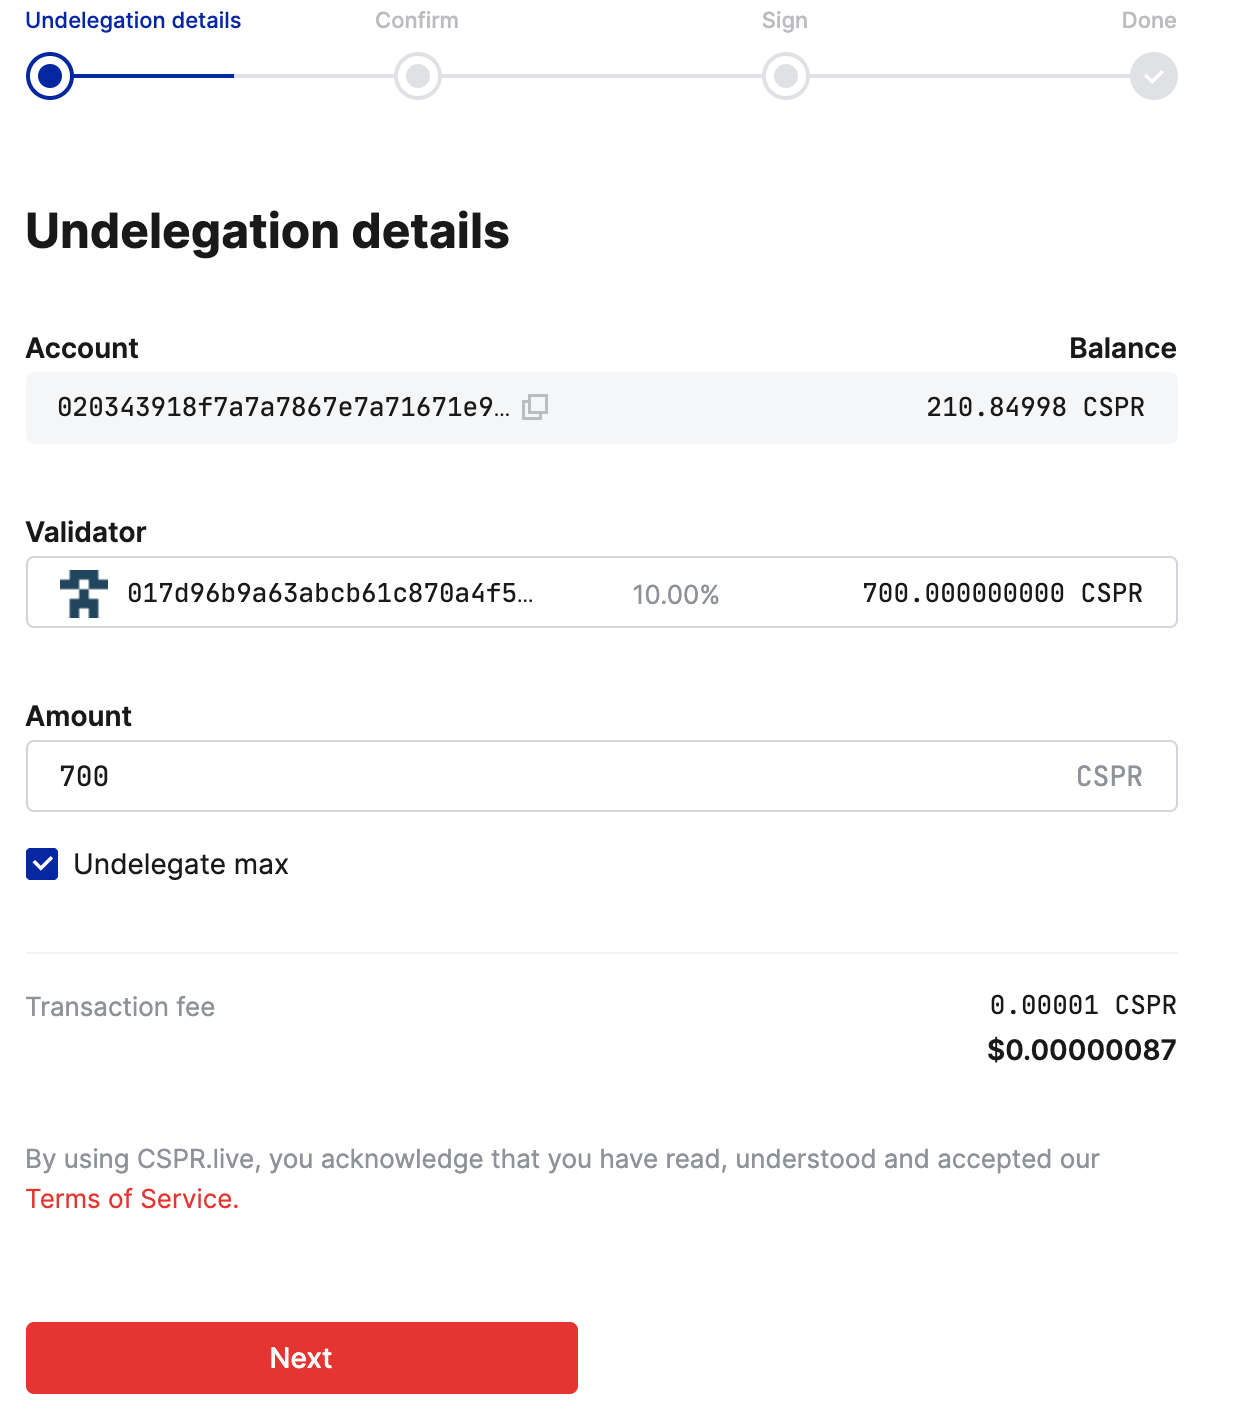 Undelegation details Confirm Sign Done
Undelegation details
Account Balance
020343918f7a7a7867e7a71671e9... 210.84998 CSPR
Validator
017d96b9a63abcb61c870a4f5... 10.00% 700.000000000 CSPR
Amount
700 CSPR
Undelegate max
Transaction fee 0.00001 CSPR
$0.00000087
By using CSPR.live, you acknowledge that you have read, understood and accepted our
Terms of Service.
Next